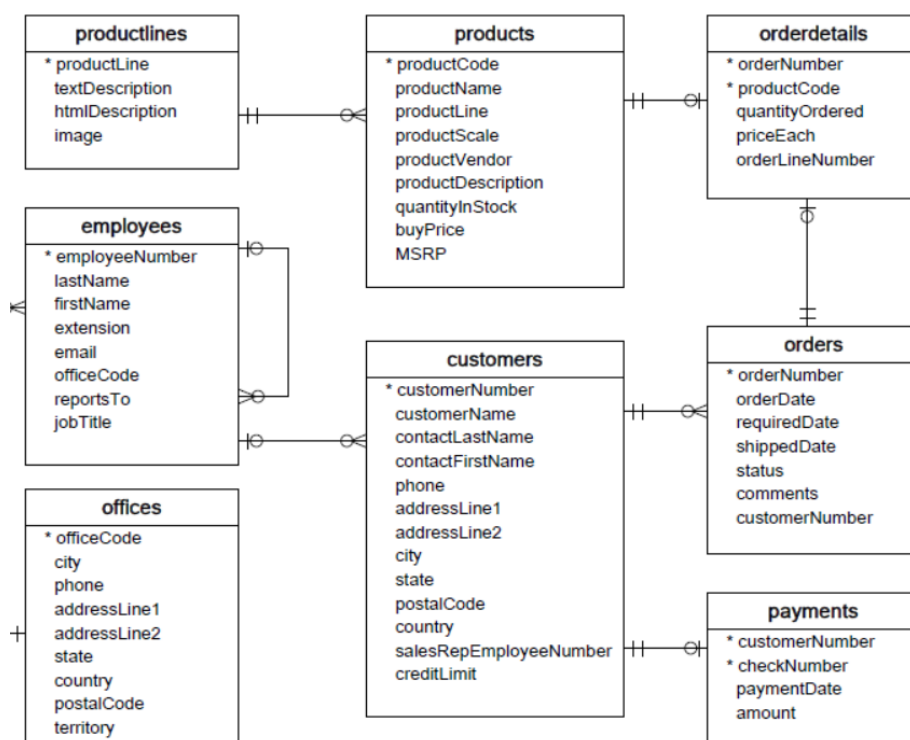 productlines
* productLine
textDescription
htmlDescription
image
products
* productCode
productName
productLine
productScale
productVendor
productDescription
quantityInStock
buyPrice
MSRP
orderdetails
* orderNumber
* productCode
quantityOrdered
priceEach
orderLineNumber
employees
* employeeNumber
lastName
firstName
extension
email
officeCode
reportsTo
jobTitle
customers
* customerNumber
customerName
contactLastName
contactFirstName
phone
addressLine1
addressLine2
city
state
postalCode
country
salesRepEmployeeNumber
creditLimit
orders
* orderNumber
orderDate
requiredDate
shippedDate
status
comments
customerNumber
offices
* officeCode
city
phone
addressLine1
addressLine2
state
country
postalCode
territory
payments
* customerNumber
* checkNumber
paymentDate
amount